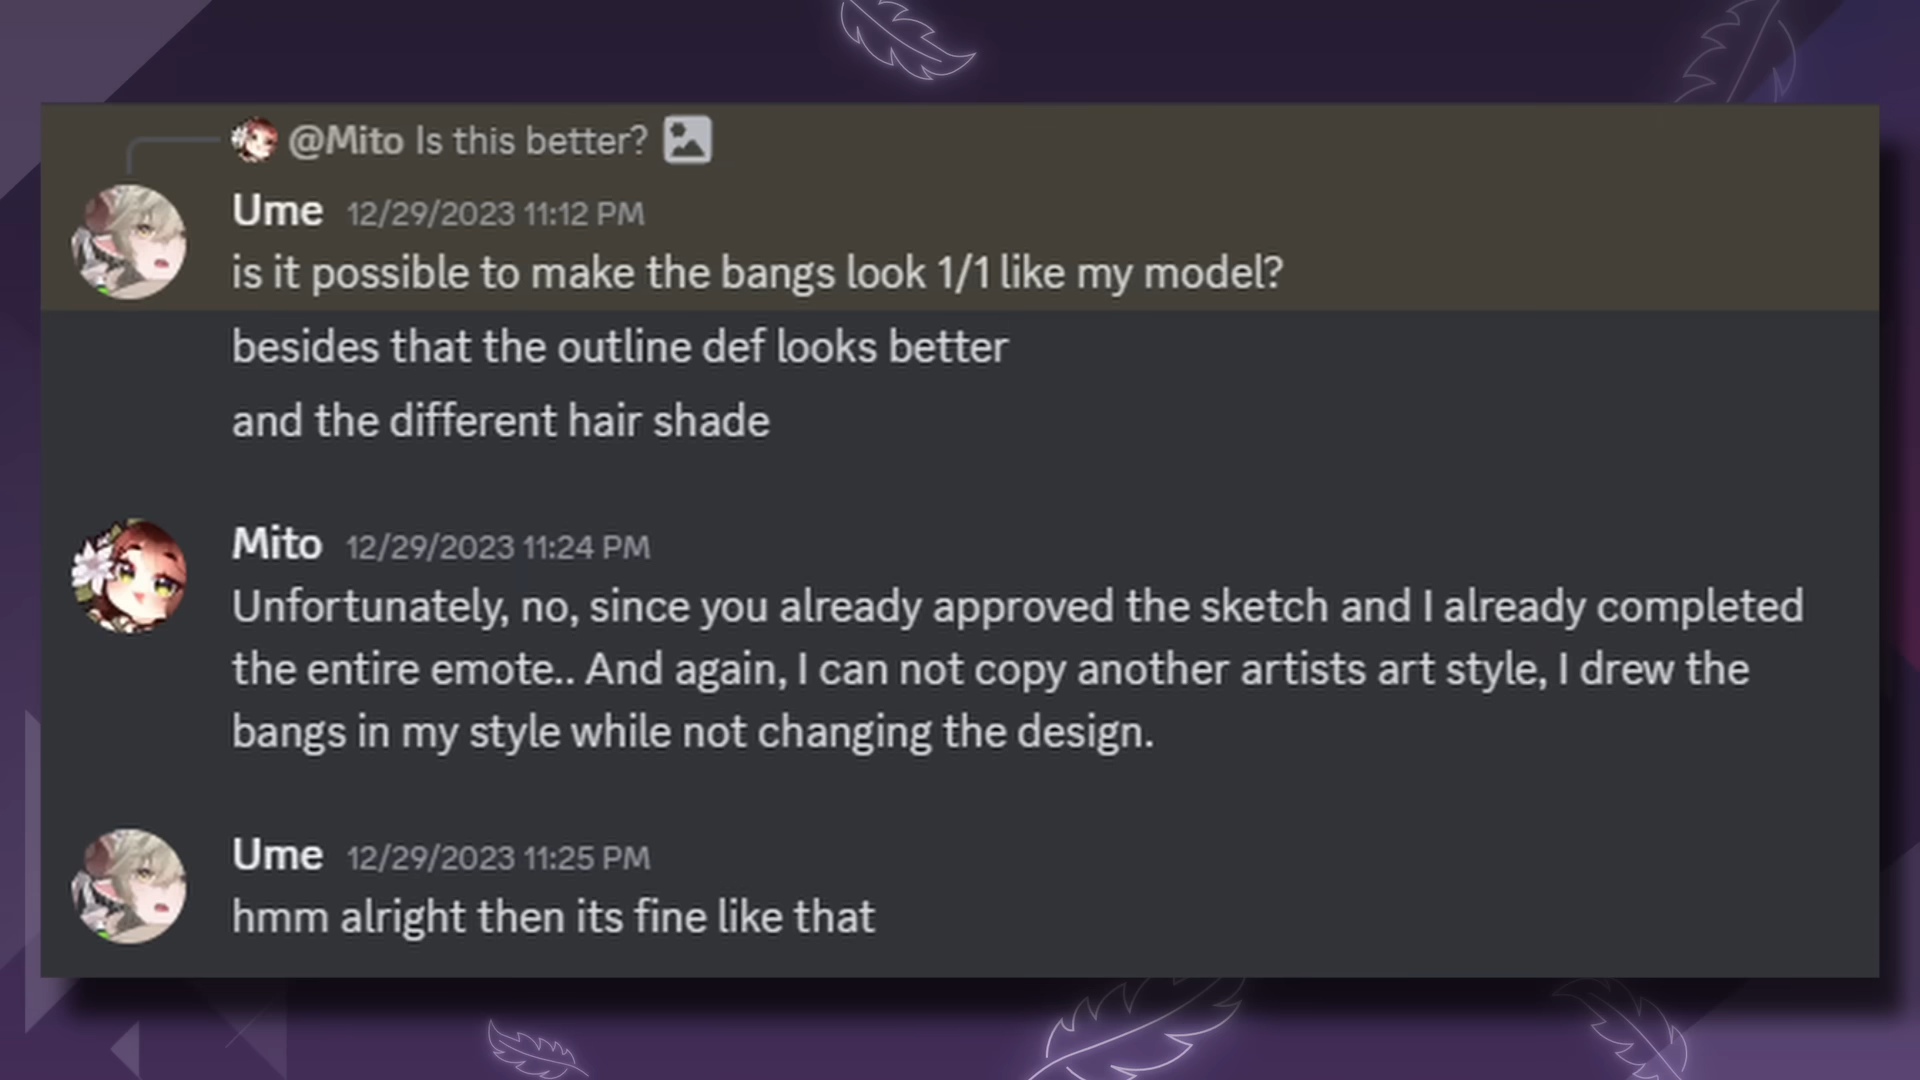 @Mito Is this better?
Ume 12/29/2023 11:12 PM
is it possible to make the bangs look 1/1 like my model?
besides that the outline def looks better
and the different hair shade
Mito 12/29/2023 11:24 PM
Unfortunately, no, since you already approved the sketch and I already completed
the entire emote.. And again, I can not copy another artists art style, I drew the
bangs in my style while not changing the design.
Ume 12/29/2023 11:25 PM
hmm alright then its fine like that